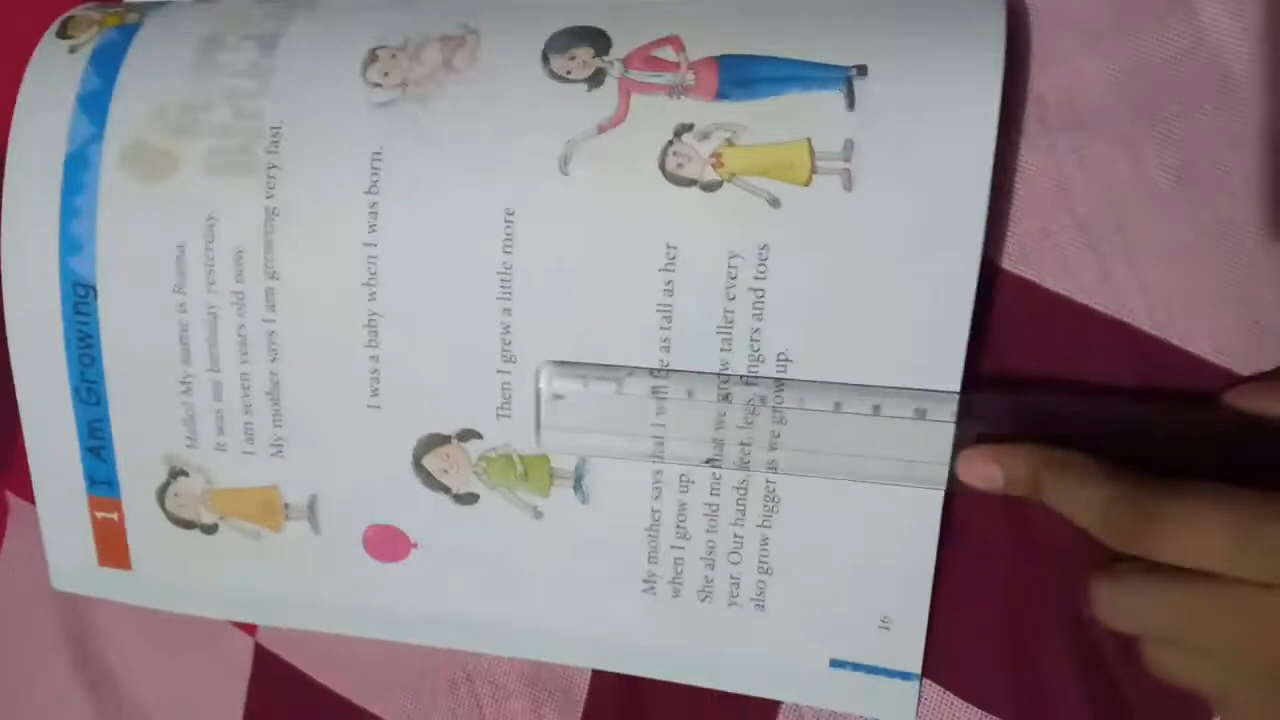 1 I Am Growing
Hello! My name is Reema.
It was my birthday yesterday.
I am seven years old now.
My mother says I am growing very fast.
I was a baby when I was born.
Then I grew a little more
My mother says that I will be as tall as her
when I grow up
She also told me that we grow taller every
year. Our hands, feet, legs, fingers and toes
also grow bigger as we grow up.
16